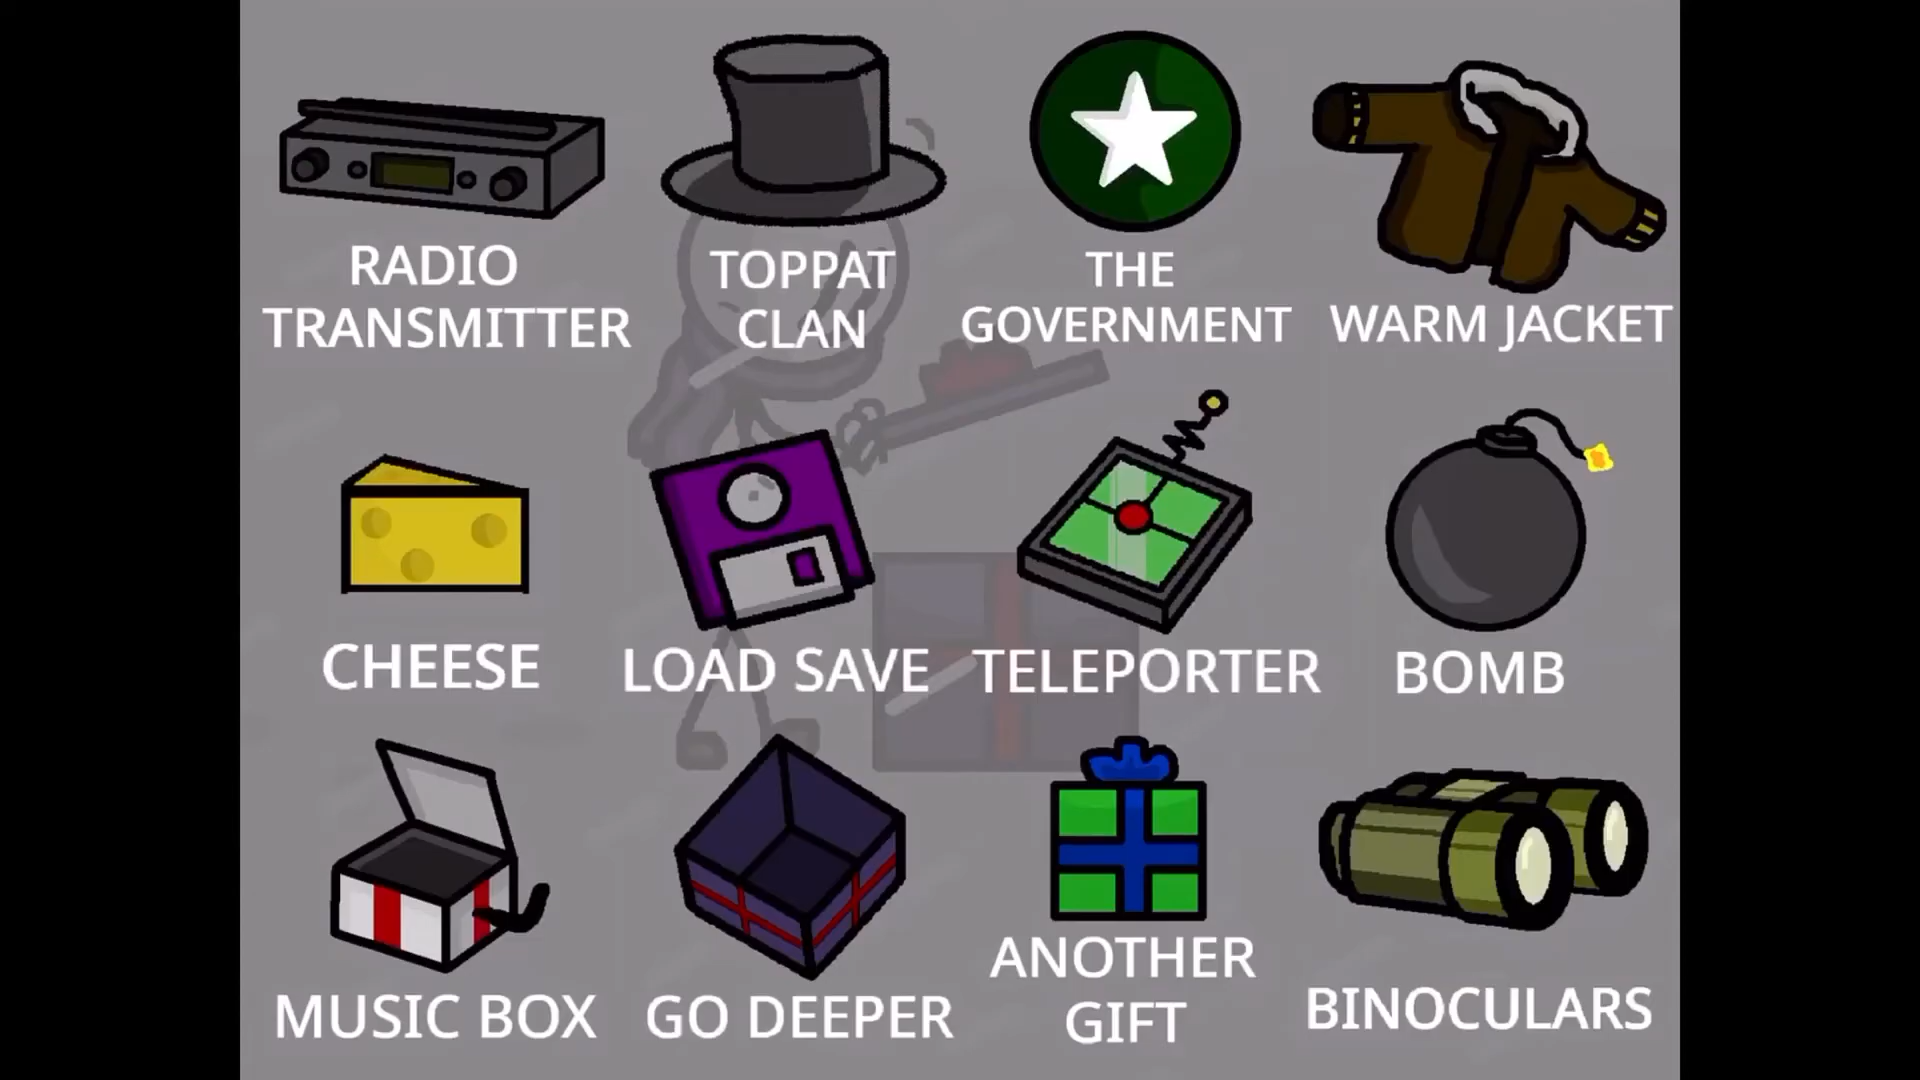 RADIO
TRANSMITTER
TOPPAT
CLAN
THE
GOVERNMENT
WARM JACKET
CHEESE
LOAD SAVE
TELEPORTER
BOMB
MUSIC BOX
GO DEEPER
ANOTHER
GIFT
BINOCULARS